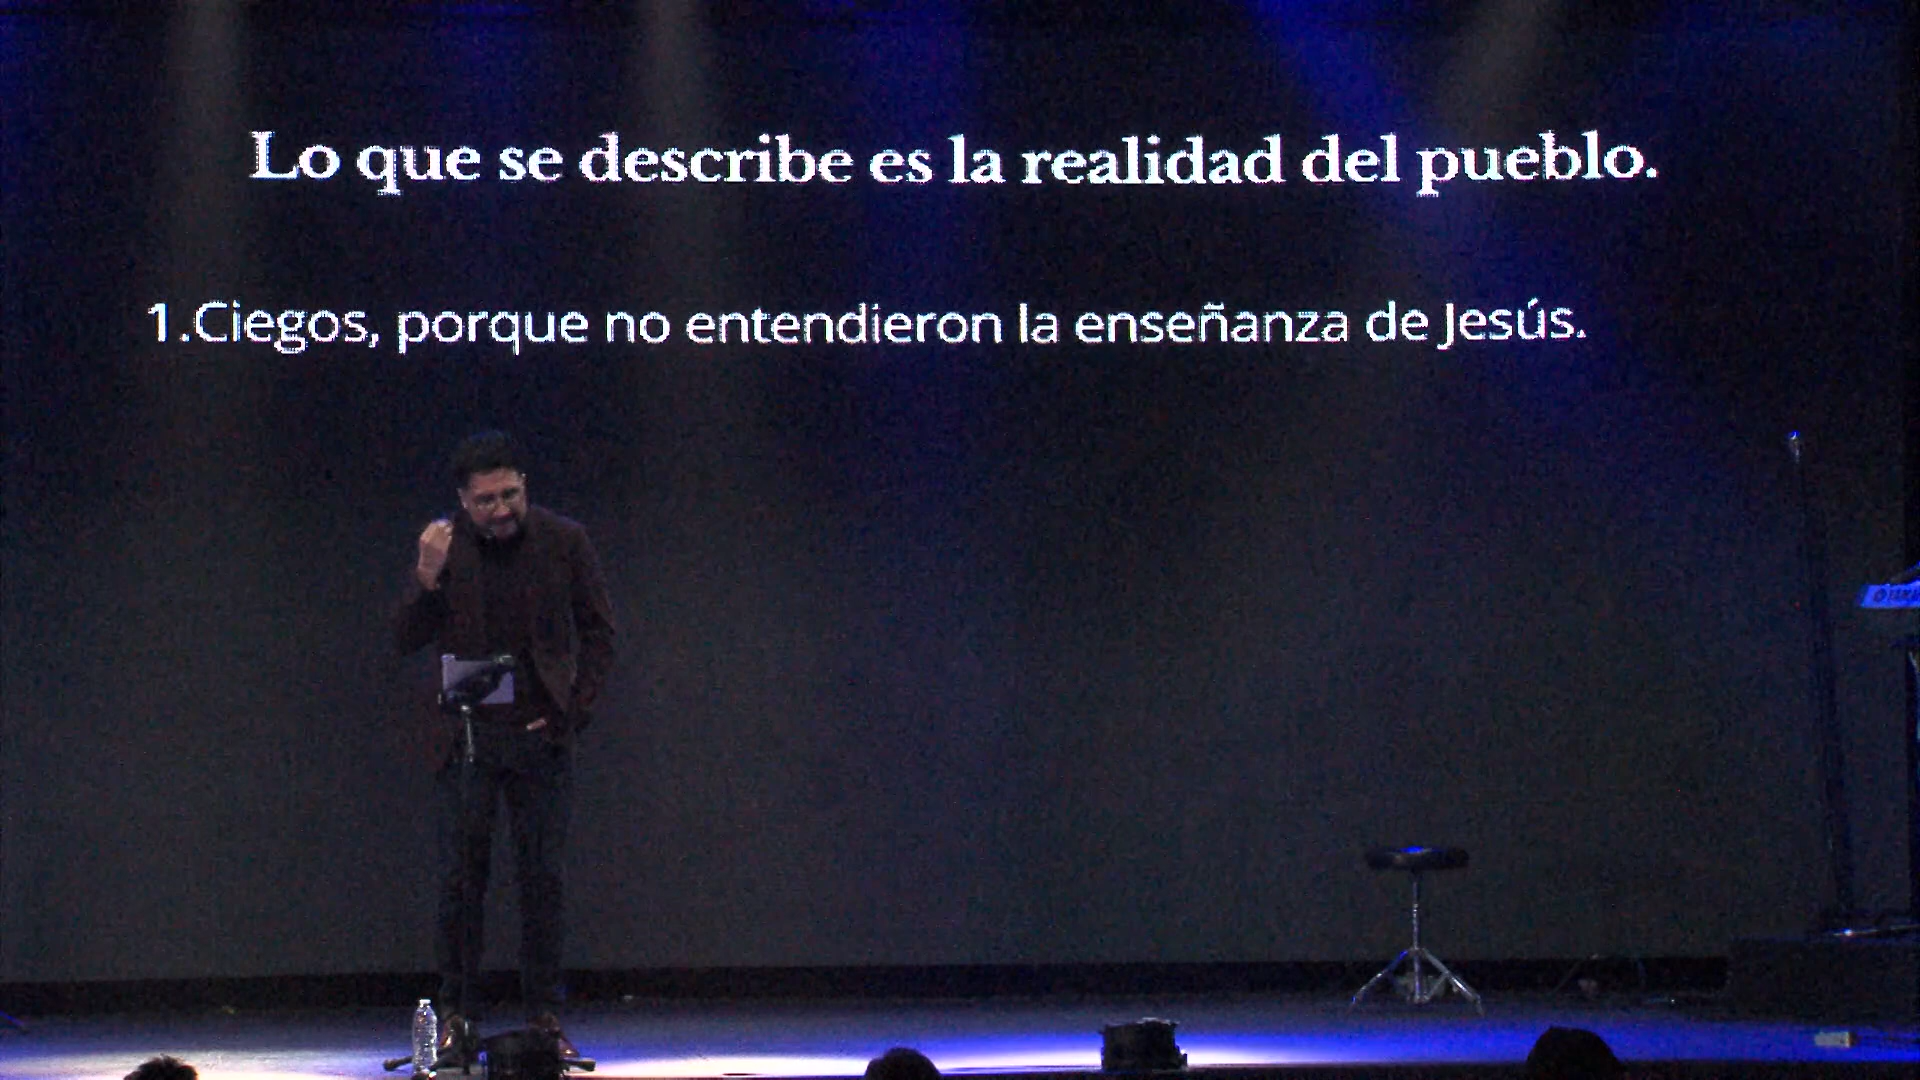 Lo que se describe es la realidad del pueblo.
1.Ciegos, porque no entendieron la enseñanza de Jesús.